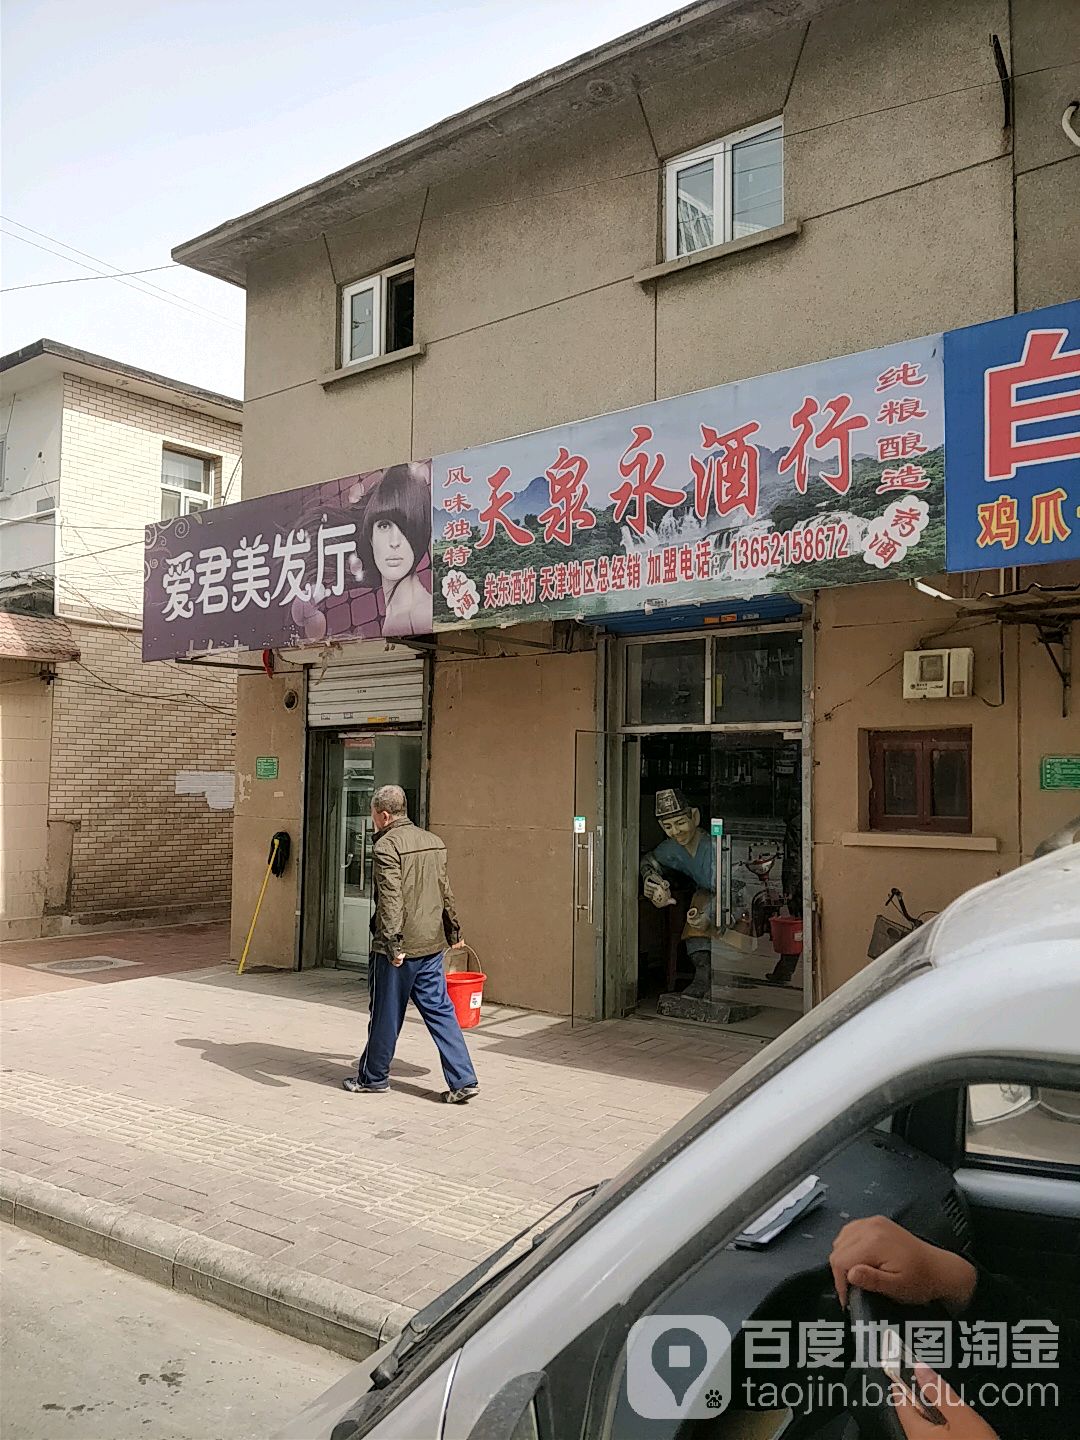 爱君美发厅
风味独特
天泉永酒行
纯粮酿造
关东酒坊 天津地区总经销 加盟电话：13652158672
药酒
白
鸡爪
百度地图淘金
taojin.baidu.com